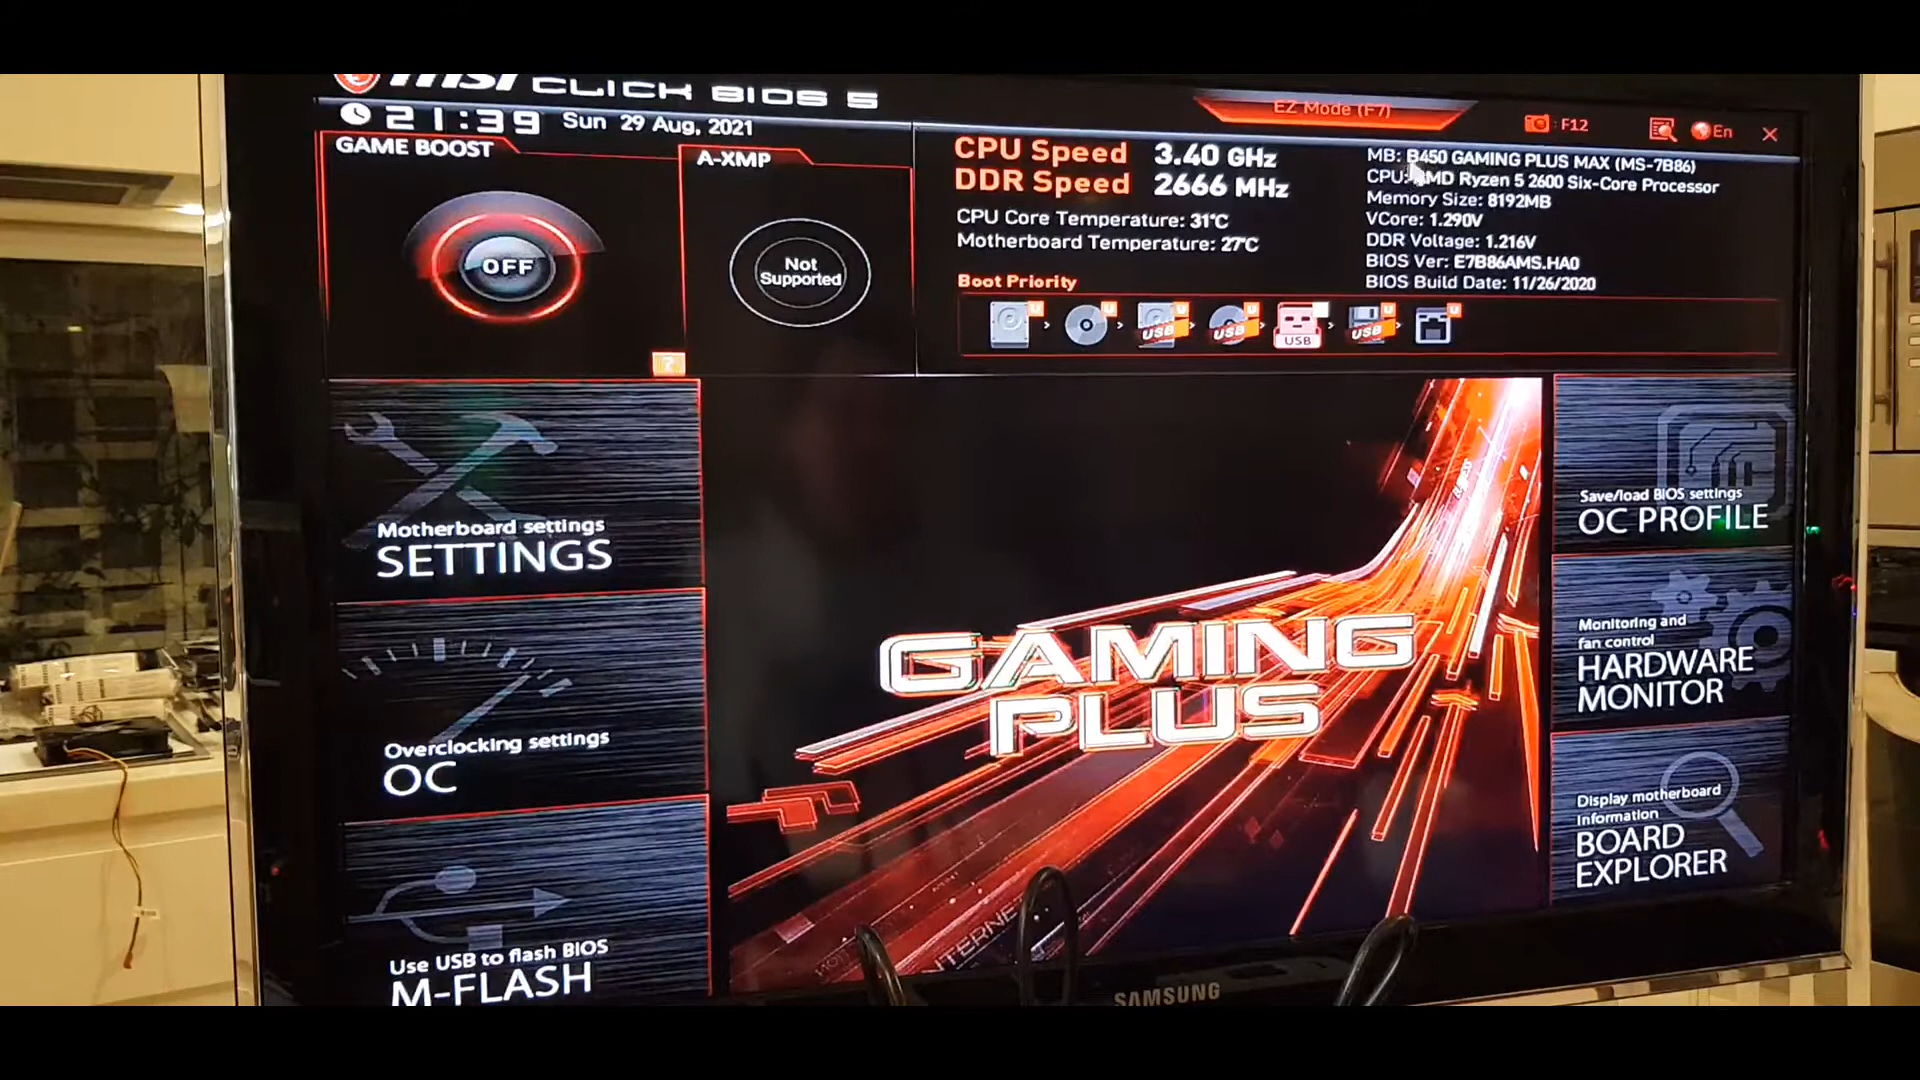 msi CLICK BIOS 5
EZ Mode (F7)
: F12
En
21:39 Sun 29 Aug, 2021
GAME BOOST
OFF
?
A-XMP
Not
Supported
CPU Speed 3.40 GHz
DDR Speed 2666 MHz
CPU Core Temperature: 31°C
Motherboard Temperature: 27°C
MB: B450 GAMING PLUS MAX (MS-7B86)
CPU: AMD Ryzen 5 2600 Six-Core Processor
Memory Size: 8192MB
VCore: 1.290V
DDR Voltage: 1.216V
BIOS Ver: E7B86AMS.HA0
BIOS Build Date: 11/26/2020
Boot Priority
U U U U U U
USB USB USB USB
Motherboard settings
SETTINGS
Overclocking settings
OC
Use USB to flash BIOS
M-FLASH
GAMING
PLUS
Save/load BIOS settings
OC PROFILE
Monitoring and
fan control
HARDWARE
MONITOR
Display motherboard
information
BOARD
EXPLORER
SAMSUNG